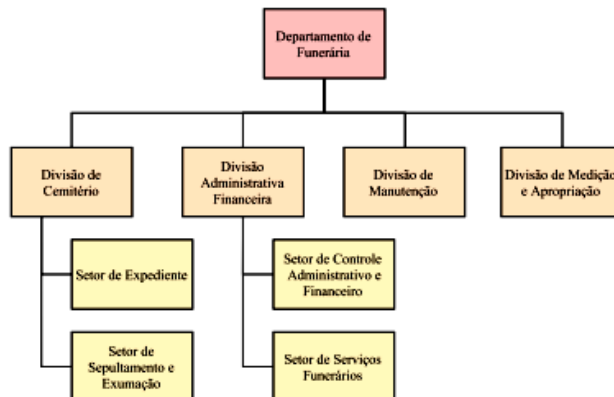 Departamento de
Funerária
Divisão de
Cemitério
Divisão
Administrativa
Financeira
Divisão de
Manutenção
Divisão de Medição
e Apropriação
Setor de Expediente
Setor de Controle
Administrativo e
Financeiro
Setor de
Sepultamento e
Exumação
Setor de Serviços
Funerários